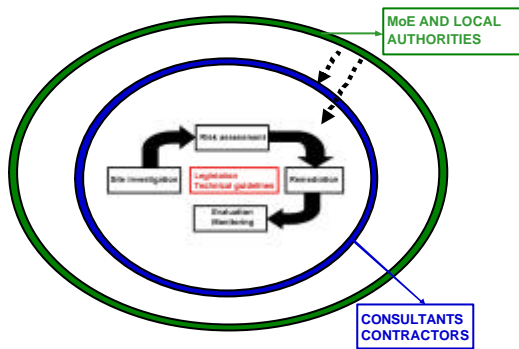 MoE AND LOCAL
AUTHORITIES
Risk assessment
Site investigation
Legislation
Technical guidelines
Remediation
Evaluation
Monitoring
CONSULTANTS
CONTRACTORS